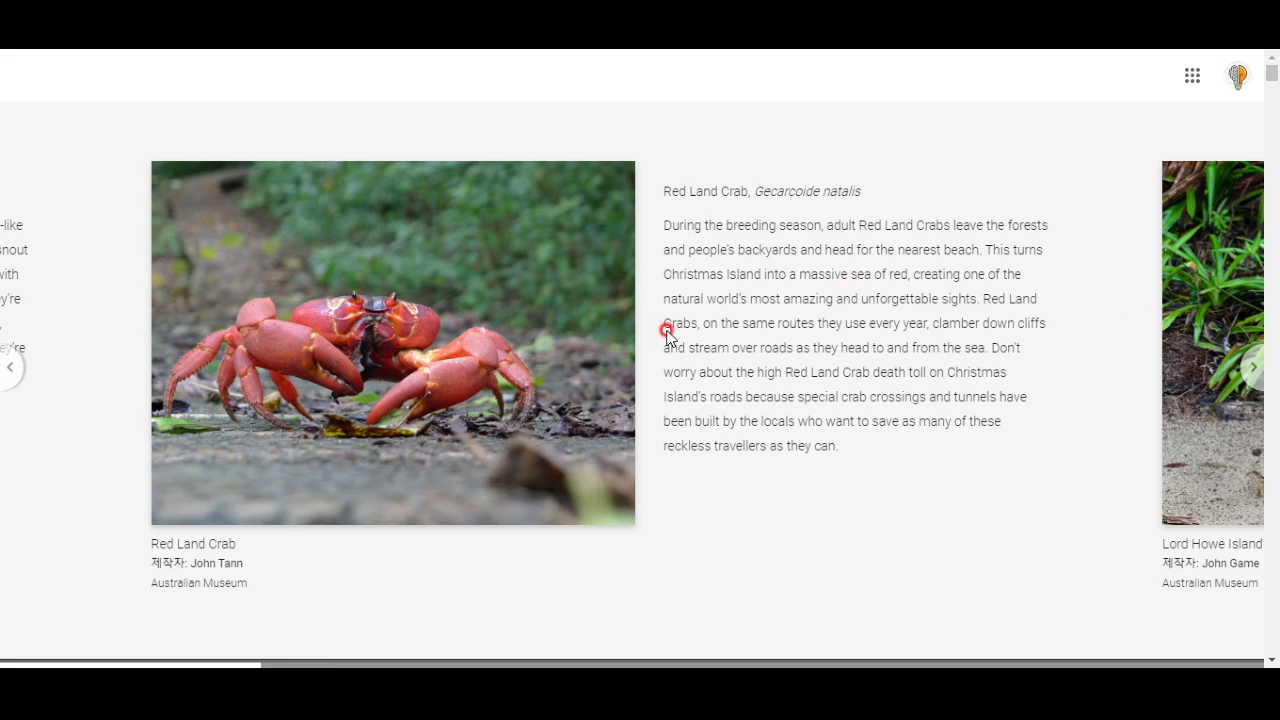 -like
snout
with
ey're
ey're
Red Land Crab, Gecarcoide natalis
During the breeding season, adult Red Land Crabs leave the forests
and people's backyards and head for the nearest beach. This turns
Christmas Island into a massive sea of red, creating one of the
natural world's most amazing and unforgettable sights. Red Land
Crabs, on the same routes they use every year, clamber down cliffs
and stream over roads as they head to and from the sea. Don't
worry about the high Red Land Crab death toll on Christmas
Island's roads because special crab crossings and tunnels have
been built by the locals who want to save as many of these
reckless travellers as they can.
Red Land Crab
제작자: John Tann
Australian Museum
Lord Howe Island
제작자: John Game
Australian Museum